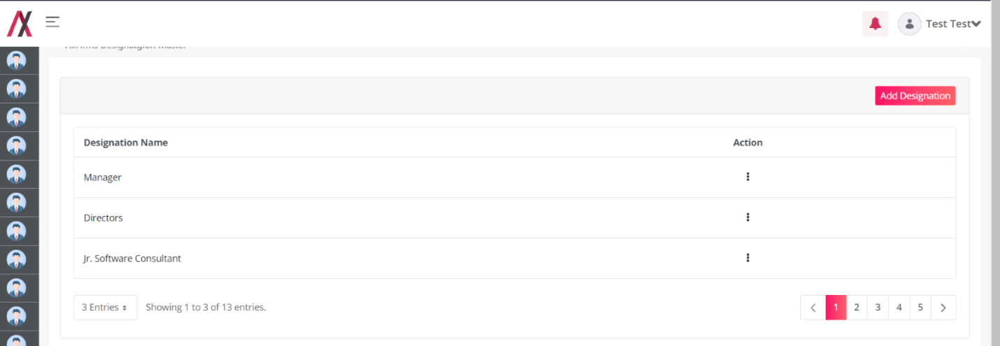 Test Test
Add Designation
Designation Name Action
Manager
Directors
Jr. Software Consultant
3 Entries Showing 1 to 3 of 13 entries. 1 2 3 4 5